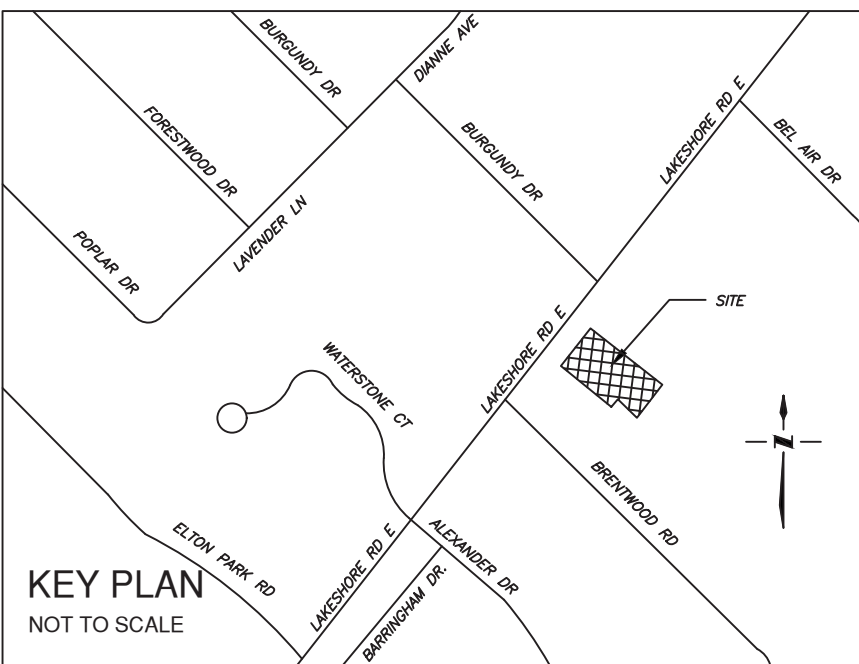 BURGUNDY DR
DIANNE AVE
FORESTWOOD DR
BURGUNDY DR
LAKESHORE RD E
BEL AIR DR
POPLAR DR
LAVENDER LN
SITE
LAKESHORE RD E
WATERSTONE CT
N
BRENTWOOD RD
ELTON PARK RD
LAKESHORE RD E
ALEXANDER DR
BARRINGHAM DR.
KEY PLAN
NOT TO SCALE